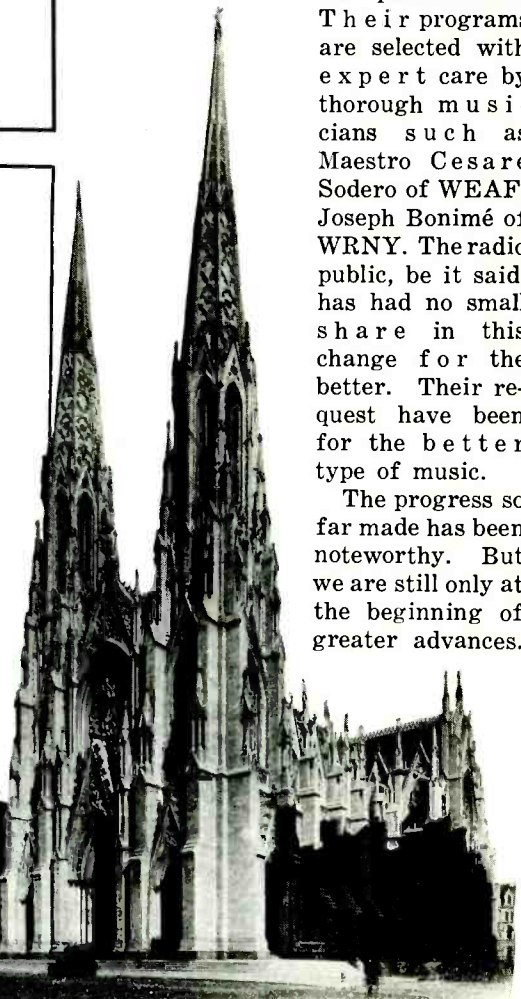 Their program
are selected with
expert care by
thorough musi-
cians such as
Maestro Cesare
Sodero of WEAF
Joseph Bonimé of
WRNY. The radio
public, be it said
has had no small
share in this
change for the
better. Their re-
quest have been
for the better
type of music.
The progress so
far made has been
noteworthy. But
we are still only at
the beginning of
greater advances.